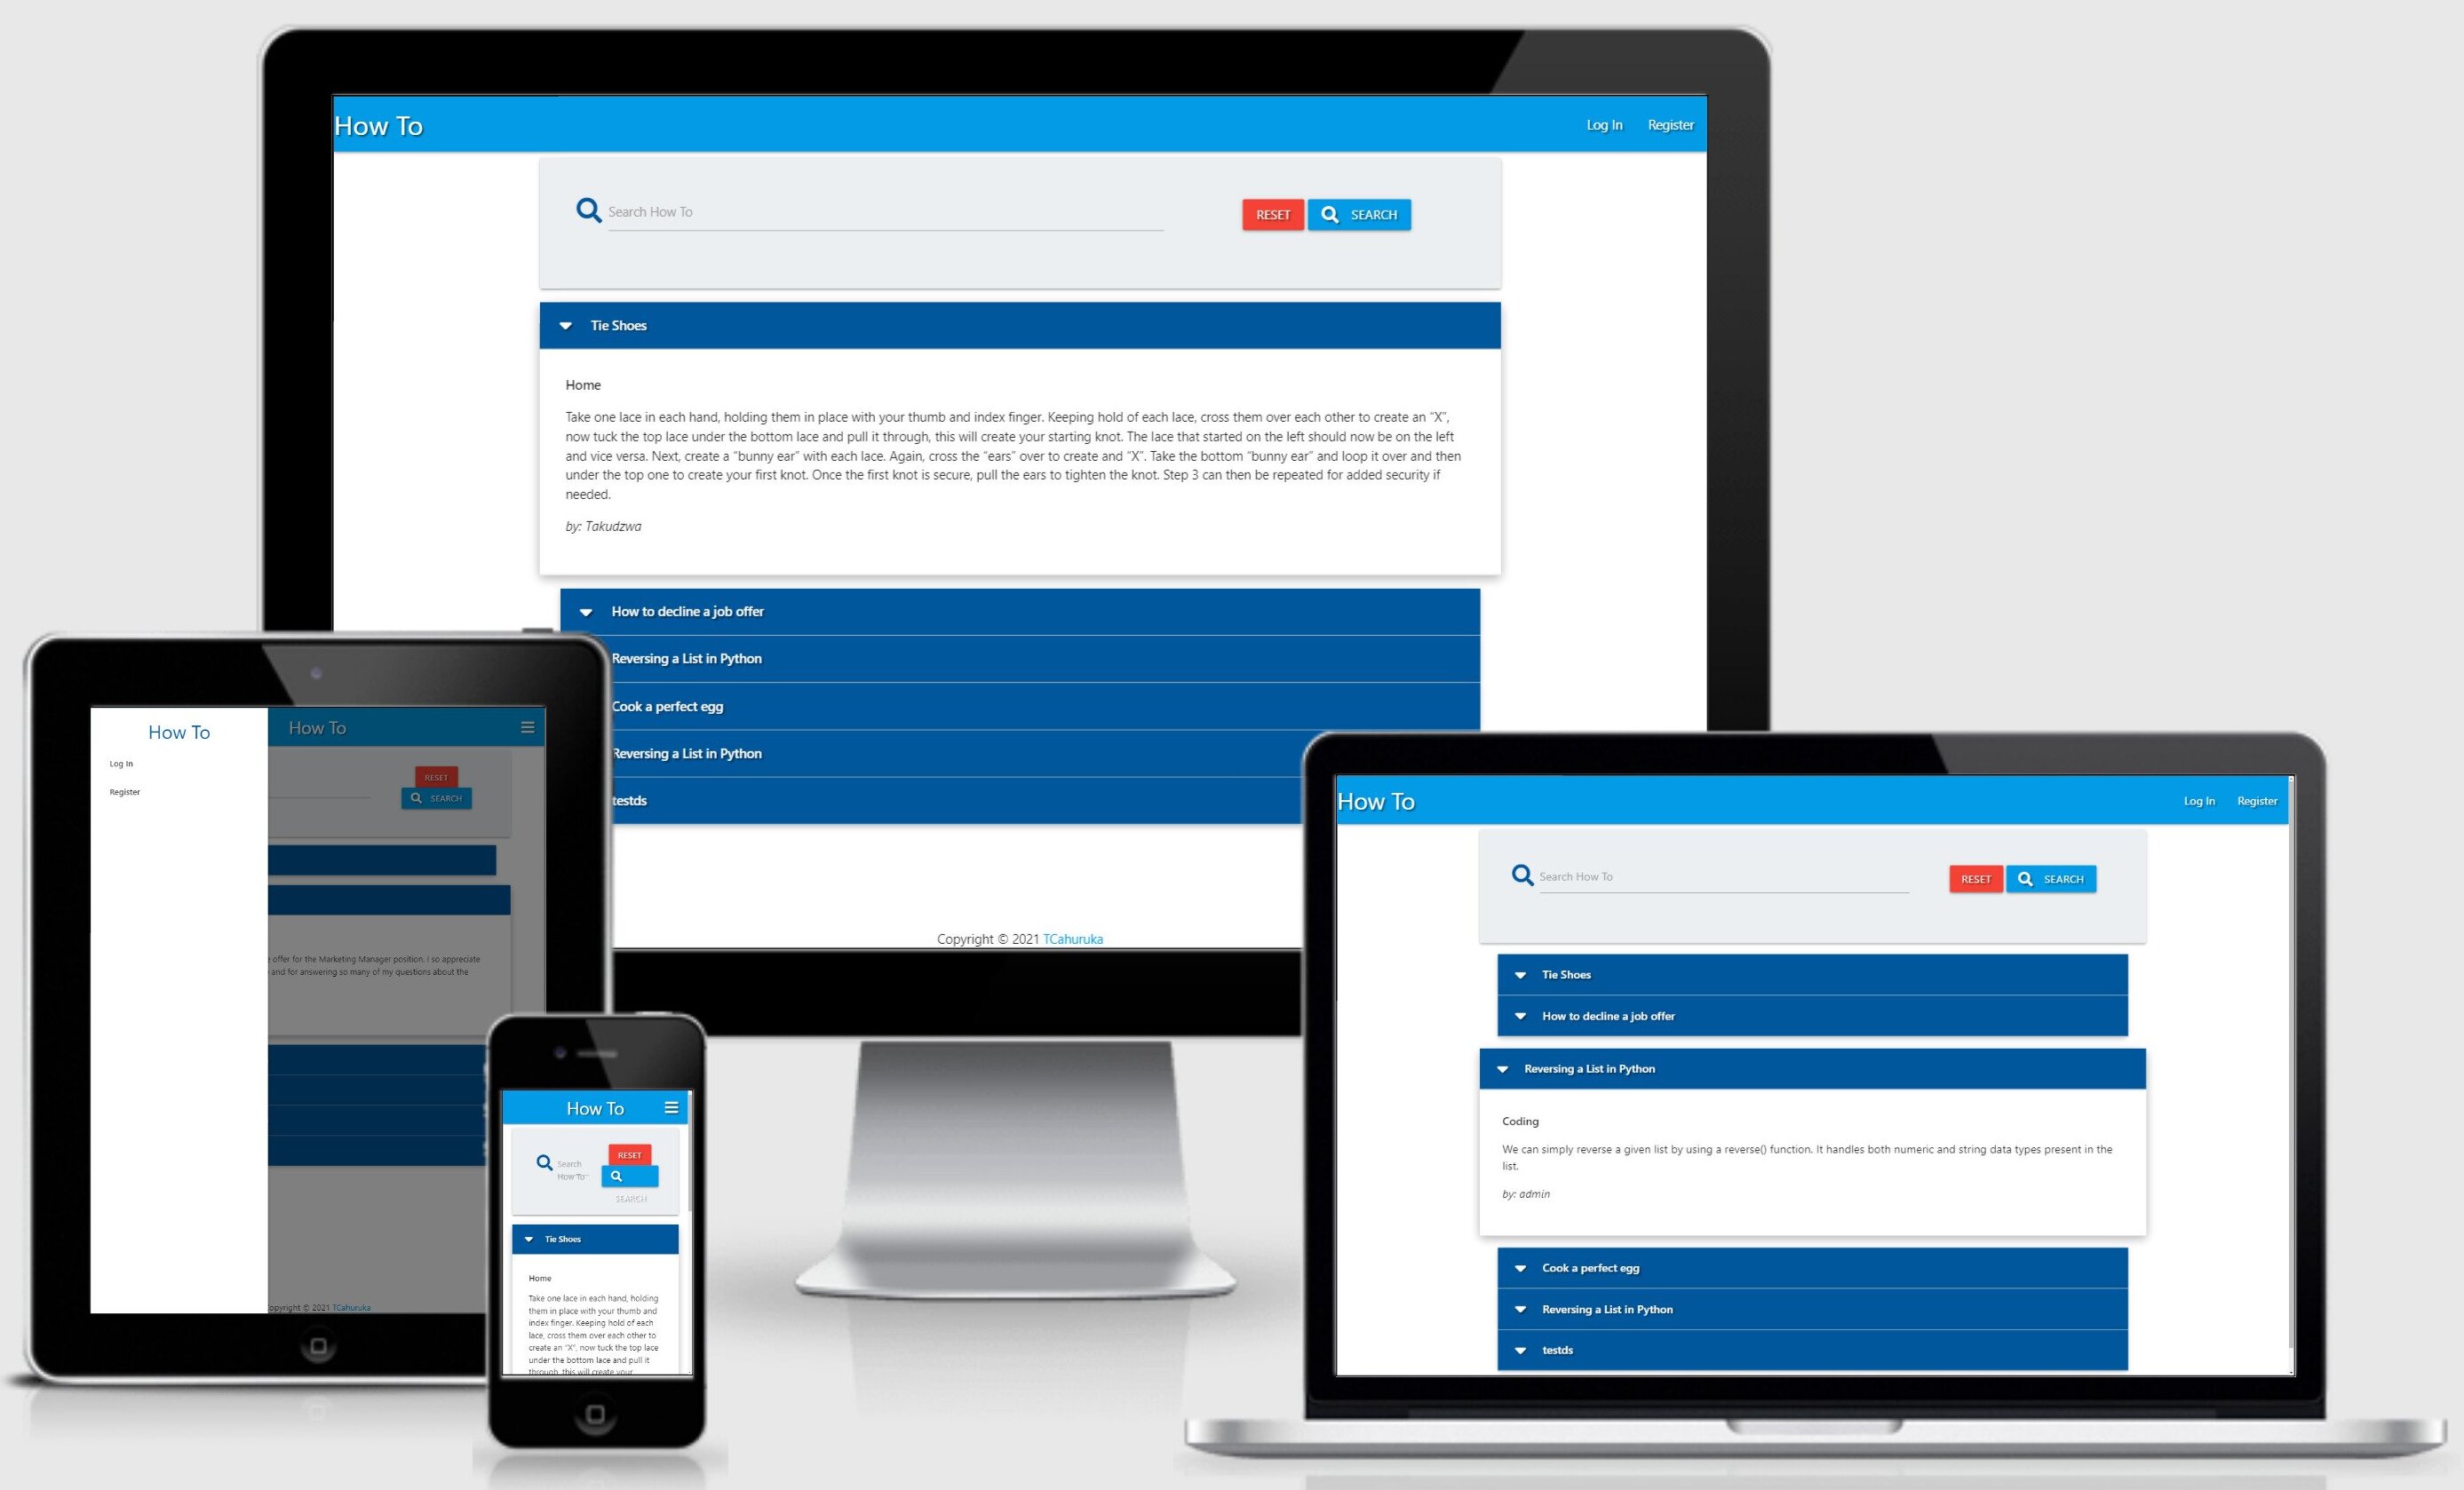 How To
Log In Register
Search How To
RESET SEARCH
Tie Shoes
Home
Take one lace in each hand, holding them in place with your thumb and index finger. Keeping hold of each lace, cross them over each other to create an “X”,
now tuck the top lace under the bottom lace and pull it through, this will create your starting knot. The lace that started on the left should now be on the left
and vice versa. Next, create a “bunny ear” with each lace. Again, cross the “ears” over to create and “X”. Take the bottom “bunny ear” and loop it over and then
under the top one to create your first knot. Once the first knot is secure, pull the ears to tighten the knot. Step 3 can then be repeated for added security if
needed.
by: Takudzwa
How to decline a job offer
Reversing a List in Python
Cook a perfect egg
Reversing a List in Python
testds
Copyright © 2021 TCahuruka
How To
Log In
Register
How To
RESET
SEARCH
offer for the Marketing Manager position. I so appreciate
and for answering so many of my questions about the
opyright © 2021 TCahuruka
How To
Search
How To
RESET
SEARCH
Tie Shoes
Home
Take one lace in each hand, holding
them in place with your thumb and
index finger. Keeping hold of each
lace, cross them over each other to
create an “X”, now tuck the top lace
under the bottom lace and pull it
through, this will create your
How To
Log In Register
Search How To
RESET SEARCH
Tie Shoes
How to decline a job offer
Reversing a List in Python
Coding
We can simply reverse a given list by using a reverse() function. It handles both numeric and string data types present in the
list.
by: admin
Cook a perfect egg
Reversing a List in Python
testds